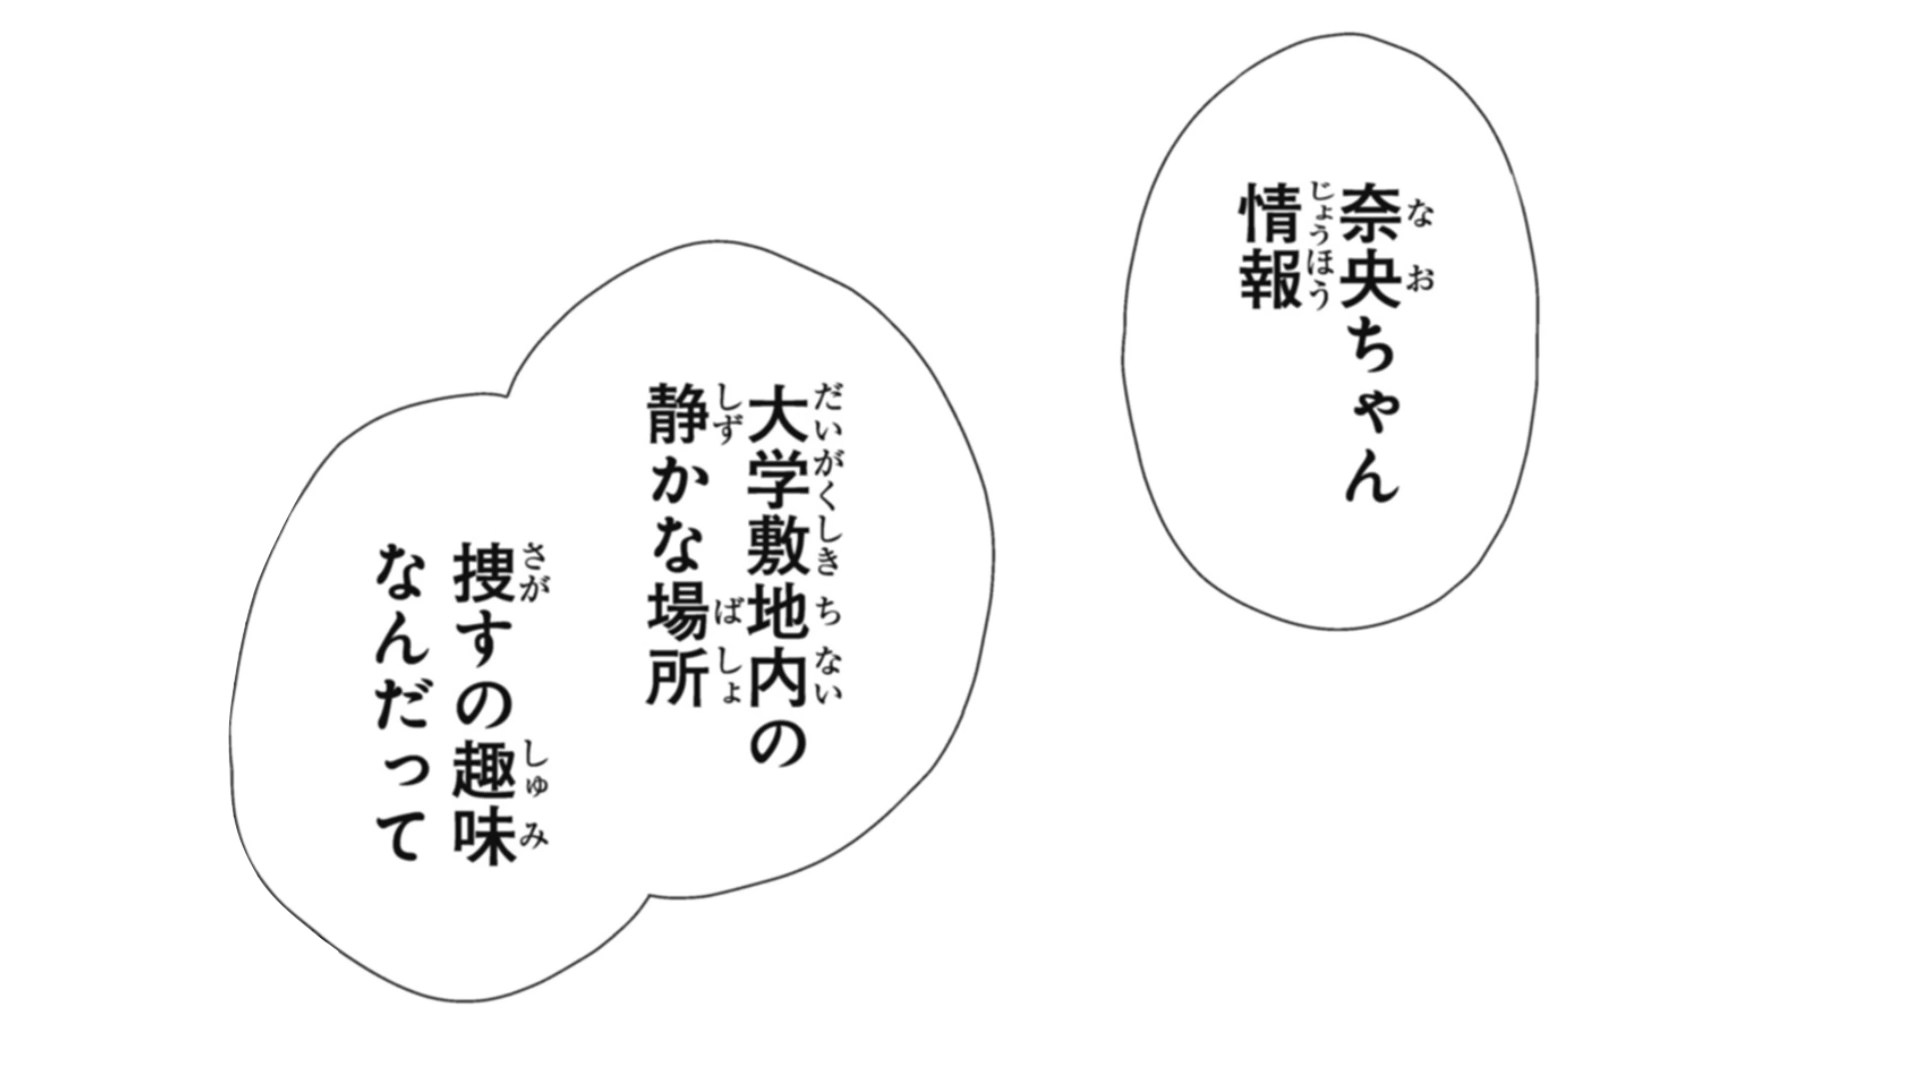 奈央ちゃん
情報
大学敷地内の
静かな場所
捜すの趣味
なんだって